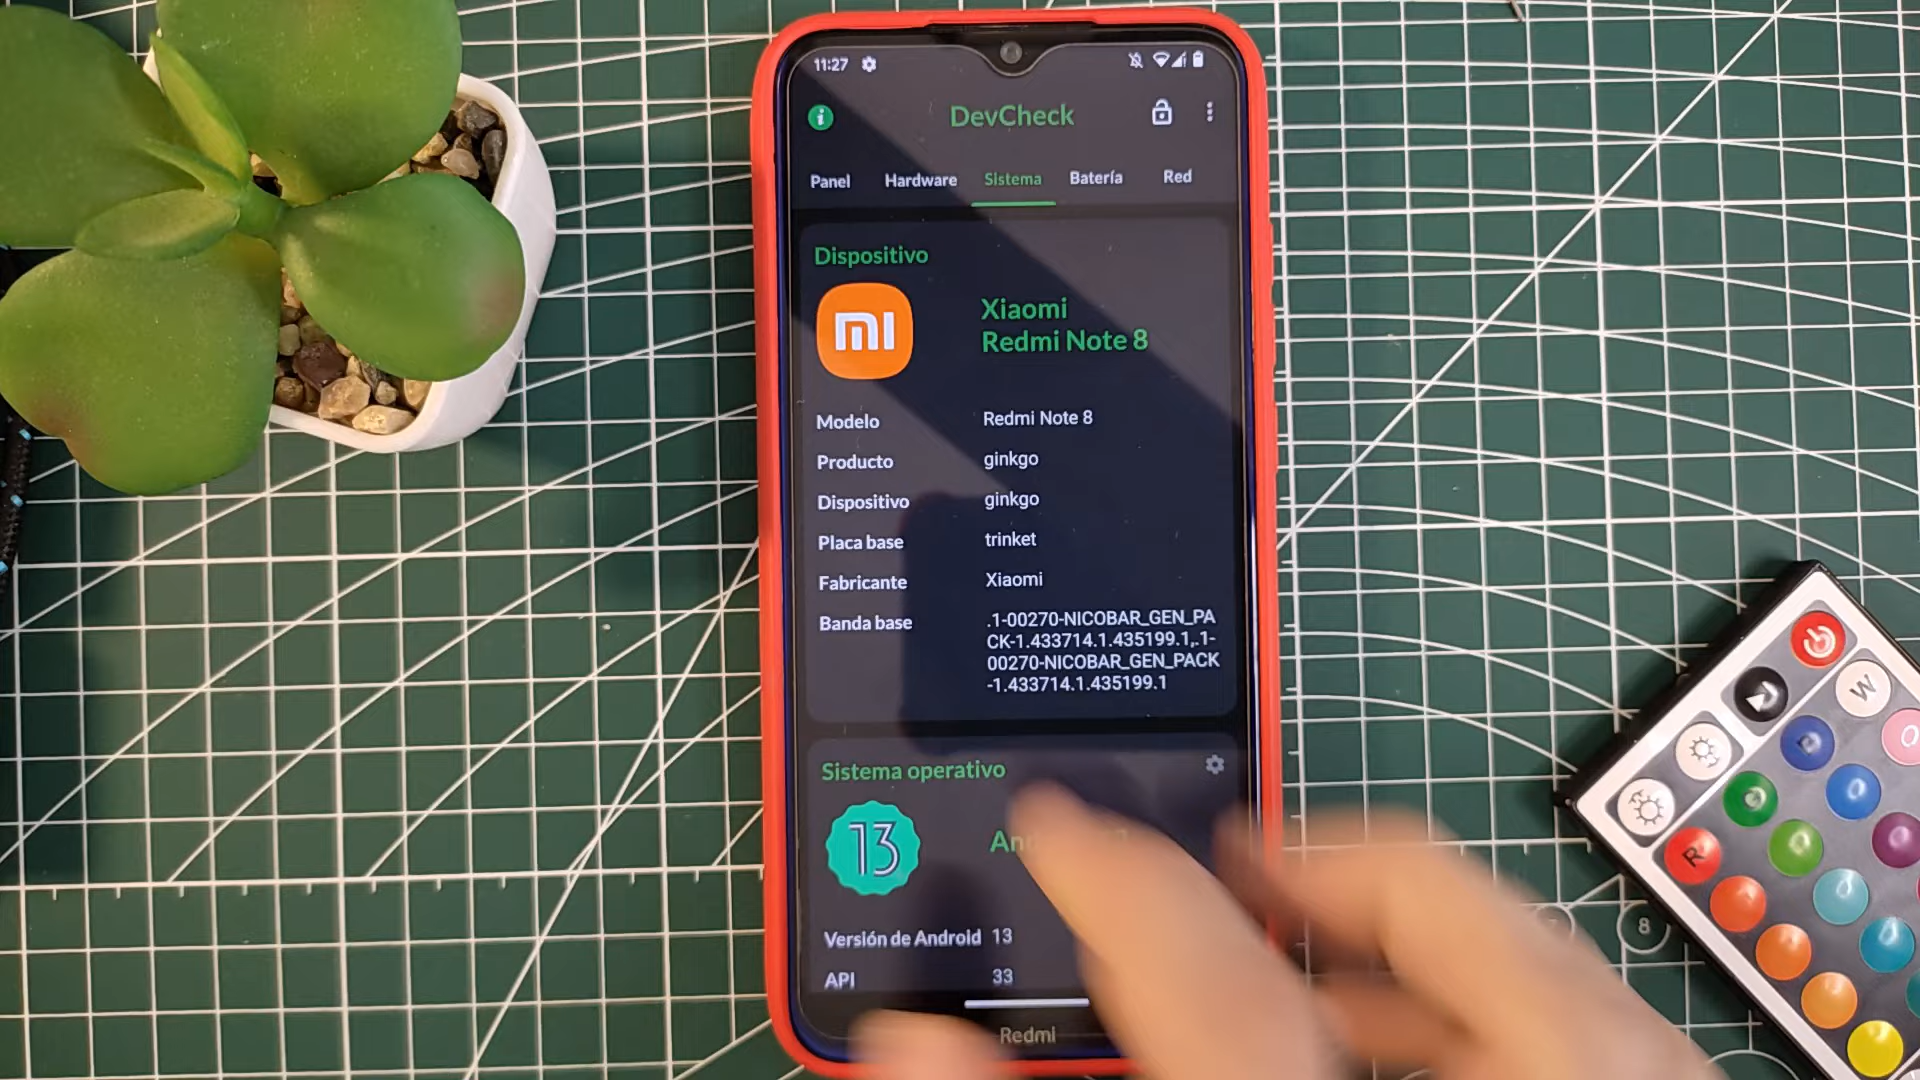 11:27
DevCheck
Panel Hardware Sistema Batería Red
Dispositivo
Xiaomi
Redmi Note 8
Modelo Redmi Note 8
Producto ginkgo
Dispositivo ginkgo
Placa base trinket
Fabricante Xiaomi
Banda base .1-00270-NICOBAR_GEN_PA
CK-1.433714.1.435199.1,.1-
00270-NICOBAR_GEN_PACK
-1.433714.1.435199.1
Sistema operativo
13
Versión de Android 13
API 33
Redmi
W
R
8